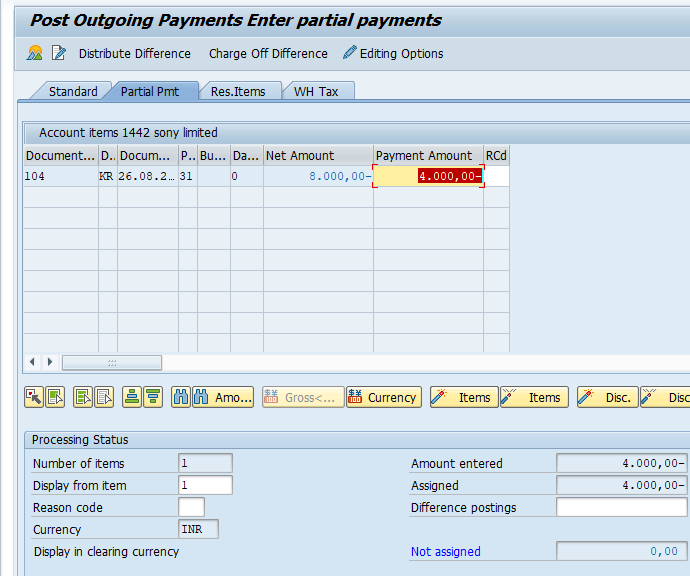 Post Outgoing Payments Enter partial payments
Distribute Difference Charge Off Difference Editing Options
Standard Partial Pmt Res.Items WH Tax
Account items 1442 sony limited
Document... D.. Docum... P.. Bu... Da... Net Amount Payment Amount RCd
104 KR 26.08.2... 31 0 8.000,00- 4.000,00-
Amo... Gross<... Currency Items Items Disc. Disc
Processing Status
Number of items 1 Amount entered 4.000,00-
Display from item 1 Assigned 4.000,00-
Reason code Difference postings
Currency INR
Display in clearing currency Not assigned 0,00